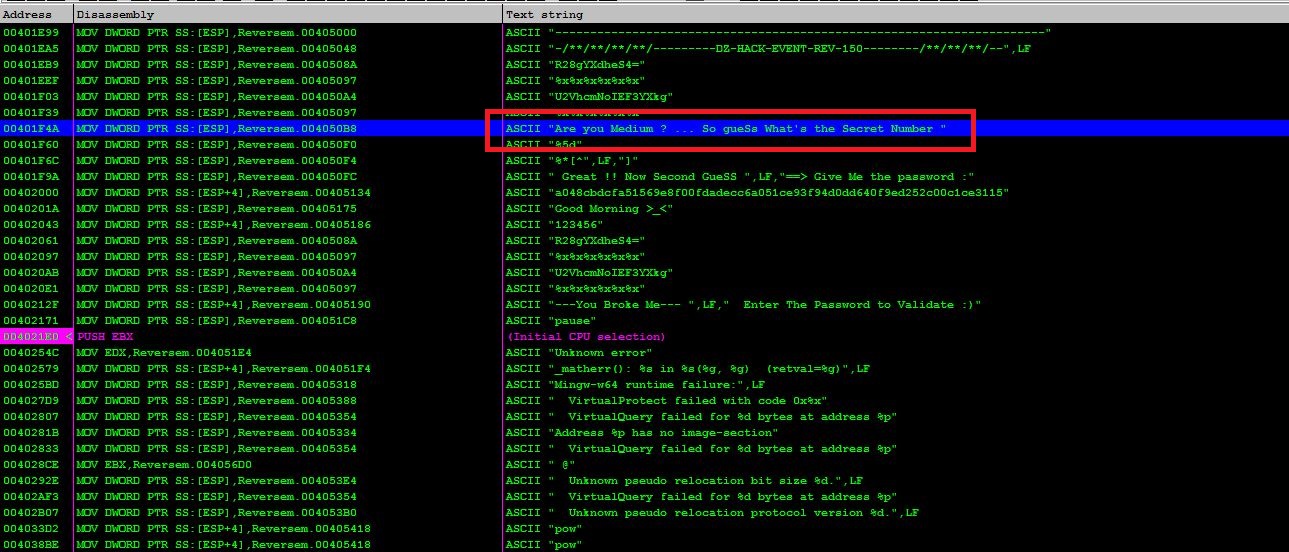 Address Disassembly Text string
00401E99 MOV DWORD PTR SS:[ESP],Reversem.00405000 ASCII "---------------------------------------------------------------------"
00401EA5 MOV DWORD PTR SS:[ESP],Reversem.00405048 ASCII "-/**/**/**/**/---------DZ-HACK-EVENT-REV-150--------/**/**/**/--",LF
00401EB9 MOV DWORD PTR SS:[ESP],Reversem.0040508A ASCII "R28gYXdheS4="
00401EEF MOV DWORD PTR SS:[ESP],Reversem.00405097 ASCII "%x%x%x%x%x%x"
00401F03 MOV DWORD PTR SS:[ESP],Reversem.004050A4 ASCII "U2VhcmNoIEF3YXkg"
00401F39 MOV DWORD PTR SS:[ESP],Reversem.00405097 ASCII "%x%x%x%x%x%x"
00401F4A MOV DWORD PTR SS:[ESP],Reversem.004050B8 ASCII "Are you Medium ? ... So gueSs What's the Secret Number "
00401F60 MOV DWORD PTR SS:[ESP],Reversem.004050F0 ASCII "%5d"
00401F6C MOV DWORD PTR SS:[ESP],Reversem.004050F4 ASCII "%*[^",LF,"]"
00401F9A MOV DWORD PTR SS:[ESP],Reversem.004050FC ASCII " Great !! Now Second GueSS ",LF,"==> Give Me the password :"
00402000 MOV DWORD PTR SS:[ESP+4],Reversem.00405134 ASCII "a048cbdcfa51569e8f00fdadecc6a051ce93f94d0dd640f9ed252c00c1ce3115"
0040201A MOV DWORD PTR SS:[ESP],Reversem.00405175 ASCII "Good Morning >_<"
00402043 MOV DWORD PTR SS:[ESP+4],Reversem.00405186 ASCII "123456"
00402061 MOV DWORD PTR SS:[ESP],Reversem.0040508A ASCII "R28gYXdheS4="
00402097 MOV DWORD PTR SS:[ESP],Reversem.00405097 ASCII "%x%x%x%x%x%x"
004020AB MOV DWORD PTR SS:[ESP],Reversem.004050A4 ASCII "U2VhcmNoIEF3YXkg"
004020E1 MOV DWORD PTR SS:[ESP],Reversem.00405097 ASCII "%x%x%x%x%x%x"
0040212F MOV DWORD PTR SS:[ESP],Reversem.00405190 ASCII "---You Broke Me--- ",LF,"  Enter The Password to Validate :)"
00402171 MOV DWORD PTR SS:[ESP],Reversem.004051C8 ASCII "pause"
004021E0 < PUSH EBX (Initial CPU selection)
0040254C MOV EDX,Reversem.004051E4 ASCII "Unknown error"
00402579 MOV DWORD PTR SS:[ESP+4],Reversem.004051F4 ASCII "_matherr(): %s in %s(%g, %g)  (retval=%g)",LF
004025BD MOV DWORD PTR SS:[ESP],Reversem.00405318 ASCII "Mingw-w64 runtime failure:",LF
004027D9 MOV DWORD PTR SS:[ESP],Reversem.00405388 ASCII "  VirtualProtect failed with code 0x%x"
00402807 MOV DWORD PTR SS:[ESP],Reversem.00405354 ASCII "  VirtualQuery failed for %d bytes at address %p"
0040281B MOV DWORD PTR SS:[ESP],Reversem.00405334 ASCII "Address %p has no image-section"
00402833 MOV DWORD PTR SS:[ESP],Reversem.00405354 ASCII "  VirtualQuery failed for %d bytes at address %p"
004028CE MOV EBX,Reversem.004056D0 ASCII " @"
0040292E MOV DWORD PTR SS:[ESP],Reversem.004053E4 ASCII "  Unknown pseudo relocation bit size %d.",LF
00402AF3 MOV DWORD PTR SS:[ESP],Reversem.00405354 ASCII "  VirtualQuery failed for %d bytes at address %p"
00402B07 MOV DWORD PTR SS:[ESP],Reversem.004053B0 ASCII "  Unknown pseudo relocation protocol version %d.",LF
004033D2 MOV DWORD PTR SS:[ESP+4],Reversem.00405418 ASCII "pow"
004038BE MOV DWORD PTR SS:[ESP+4],Reversem.00405418 ASCII "pow"